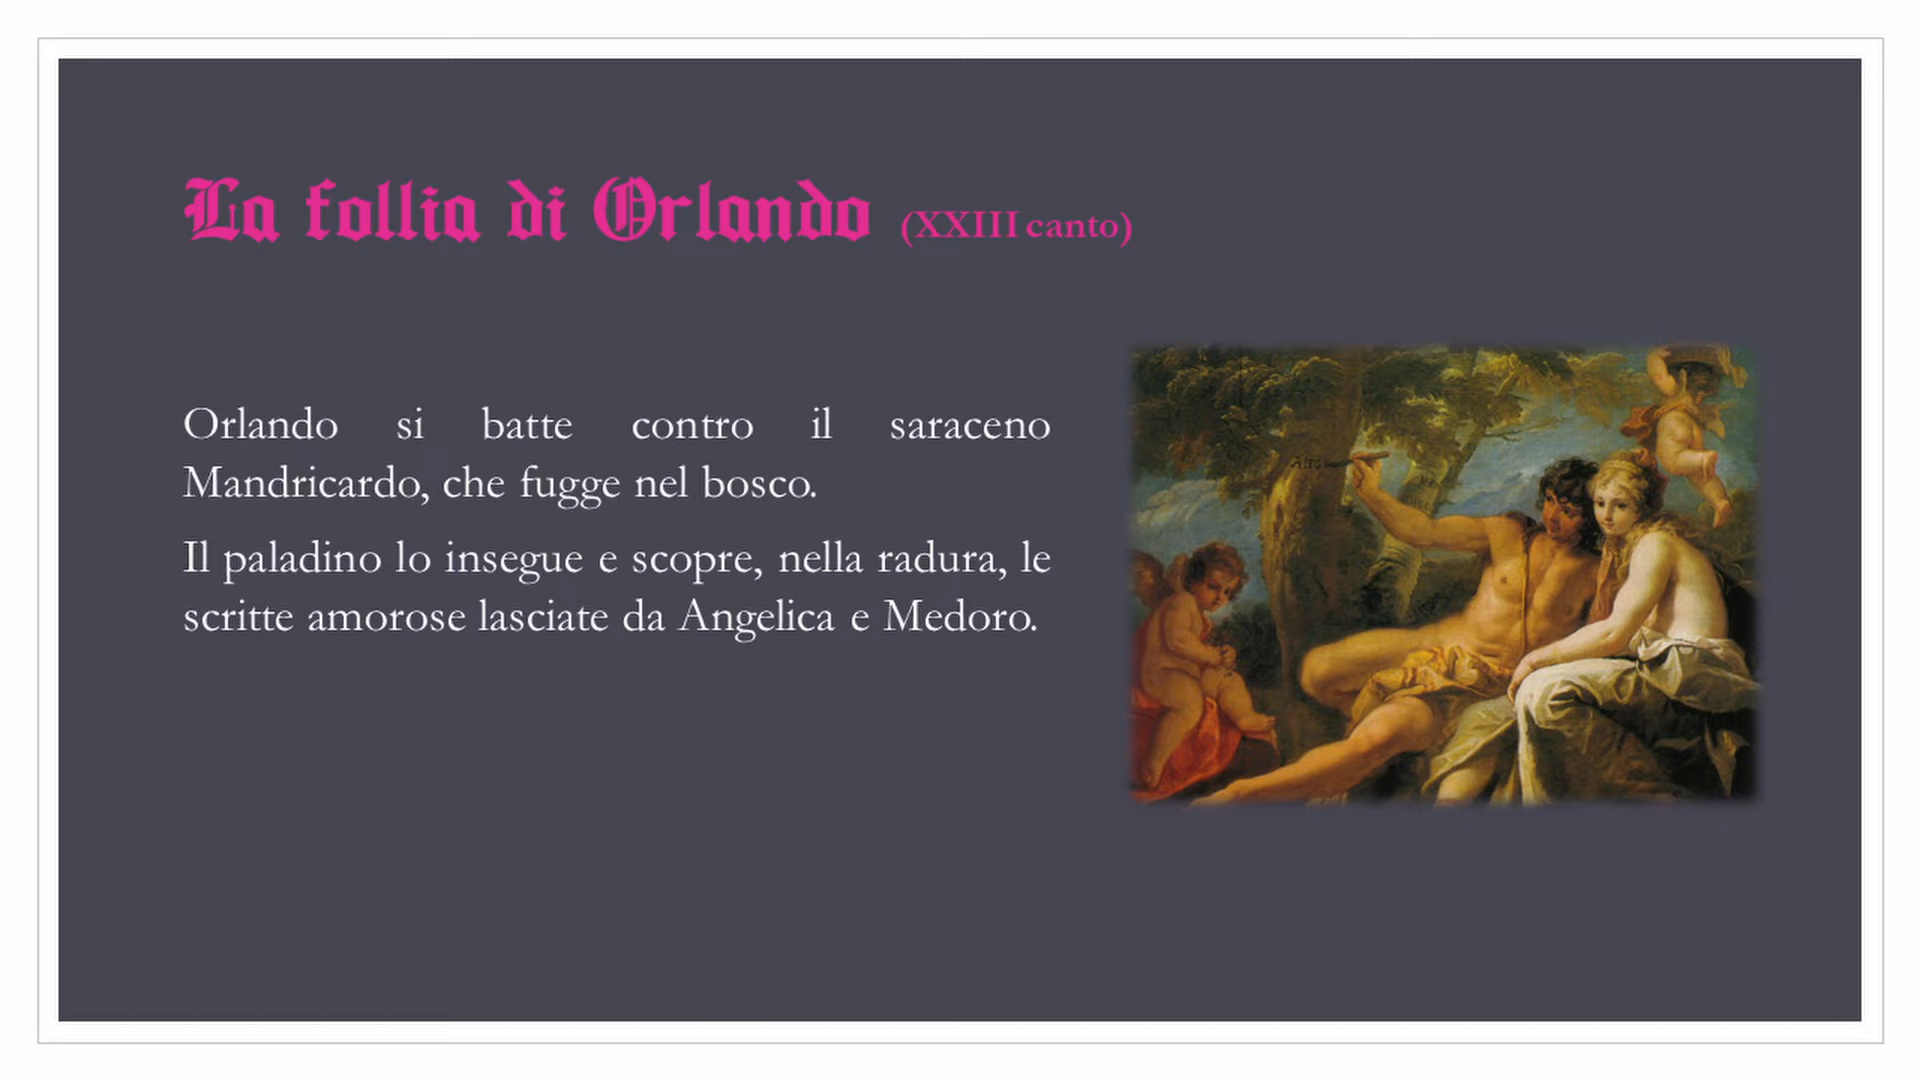 La follia di Orlando (XXIII canto)
Orlando si batte contro il saraceno
Mandricardo, che fugge nel bosco.
Il paladino lo insegue e scopre, nella radura, le
scritte amorose lasciate da Angelica e Medoro.